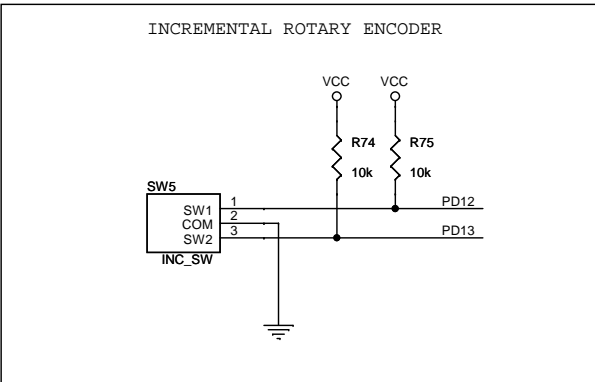 INCREMENTAL ROTARY ENCODER
VCC VCC
R74 R75
10k 10k
SW5
SW1 1 PD12
COM 2
SW2 3 PD13
INC_SW